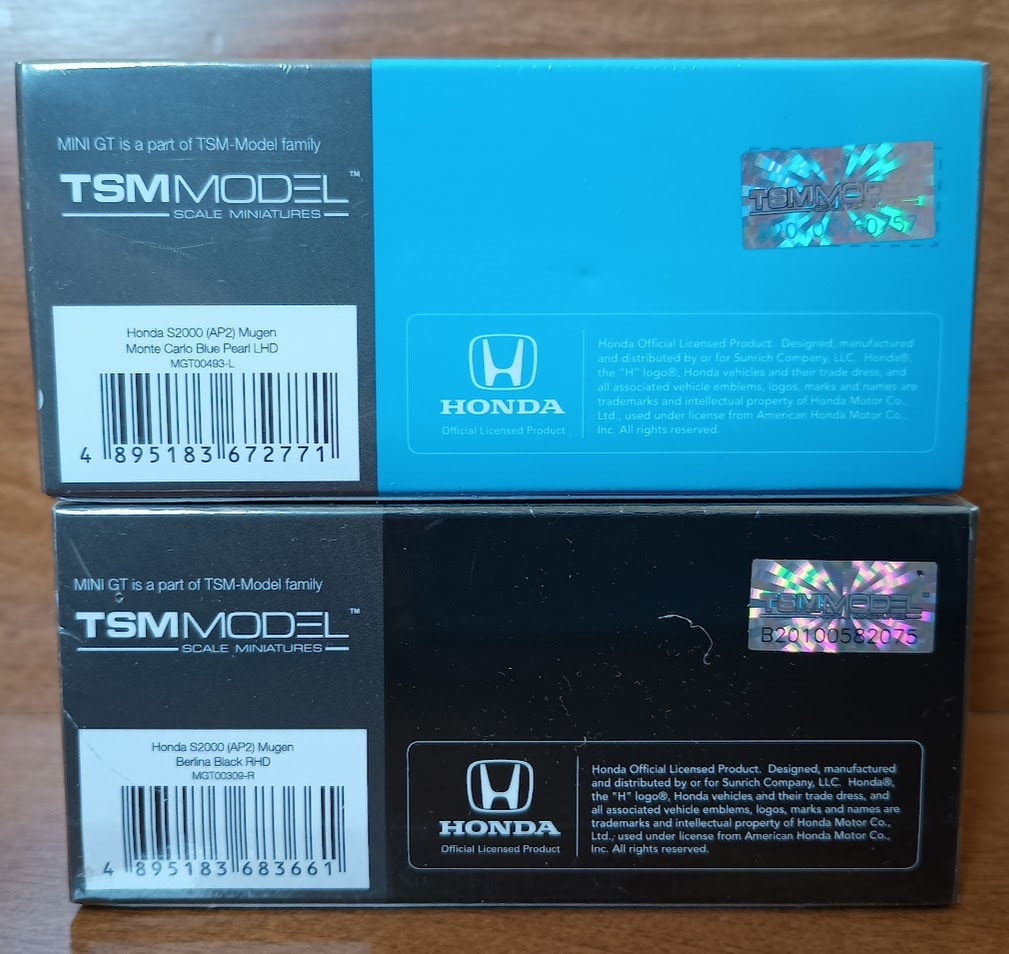 MINI GT is a part of TSM-Model family
TSMMODEL™
SCALE MINIATURES
Honda S2000 (AP2) Mugen
Monte Carlo Blue Pearl LHD
MGT00493-L
4 895183 672771
TSMMOD
HONDA
Official Licensed Product
Honda Official Licensed Product. Designed, manufactured
and distributed by or for Sunrich Company, LLC. Honda®,
the "H" logo®, Honda vehicles and their trade dress, and
all associated vehicle emblems, logos, marks and names are
trademarks and intellectual property of Honda Motor Co.,
Ltd., used under license from American Honda Motor Co.,
Inc. All rights reserved.
MINI GT is a part of TSM-Model family
TSMMODEL™
SCALE MINIATURES
Honda S2000 (AP2) Mugen
Berlina Black RHD
MGT00309-R
4 895183 683661
TSMMODEL
B20100582075
HONDA
Official Licensed Product
Honda Official Licensed Product. Designed, manufactured
and distributed by or for Sunrich Company, LLC. Honda®,
the "H" logo®, Honda vehicles and their trade dress, and
all associated vehicle emblems, logos, marks and names are
trademarks and intellectual property of Honda Motor Co.,
Ltd., used under license from American Honda Motor Co.,
Inc. All rights reserved.